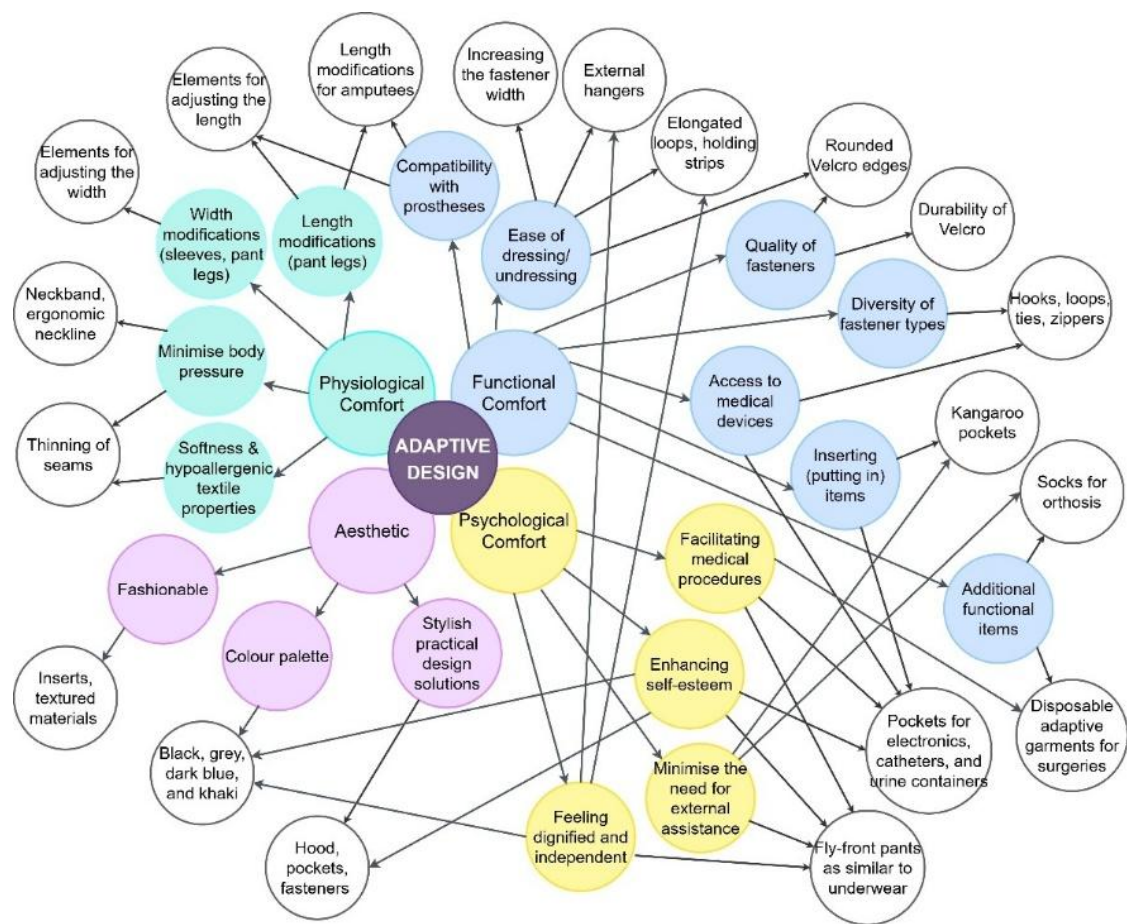 Length
modifications
for amputees
Increasing
the fastener
width
External
hangers
Elements for
adjusting the
length
Elongated
loops, holding
strips
Rounded
Velcro edges
Elements for
adjusting the
width
Compatibility
with
prostheses
Durability of
Velcro
Width
modifications
(sleeves, pant
legs)
Length
modifications
(pant legs)
Ease of
dressing/
undressing
Quality of
fasteners
Neckband,
ergonomic
neckline
Diversity of
fastener types
Hooks, loops,
ties, zippers
Minimise body
pressure
Physiological
Comfort
Functional
Comfort
Access to
medical
devices
Kangaroo
pockets
Thinning of
seams
Softness &
hypoallergenic
textile
properties
ADAPTIVE
DESIGN
Inserting
(putting in)
items
Socks for
orthosis
Aesthetic
Psychological
Comfort
Facilitating
medical
procedures
Fashionable
Additional
functional
items
Colour palette
Stylish
practical
design
solutions
Enhancing
self-esteem
Inserts,
textured
materials
Disposable
adaptive
garments for
surgeries
Black, grey,
dark blue,
and khaki
Pockets for
electronics,
catheters, and
urine containers
Minimise the
need for
external
assistance
Feeling
dignified and
independent
Hood,
pockets,
fasteners
Fly-front pants
as similar to
underwear